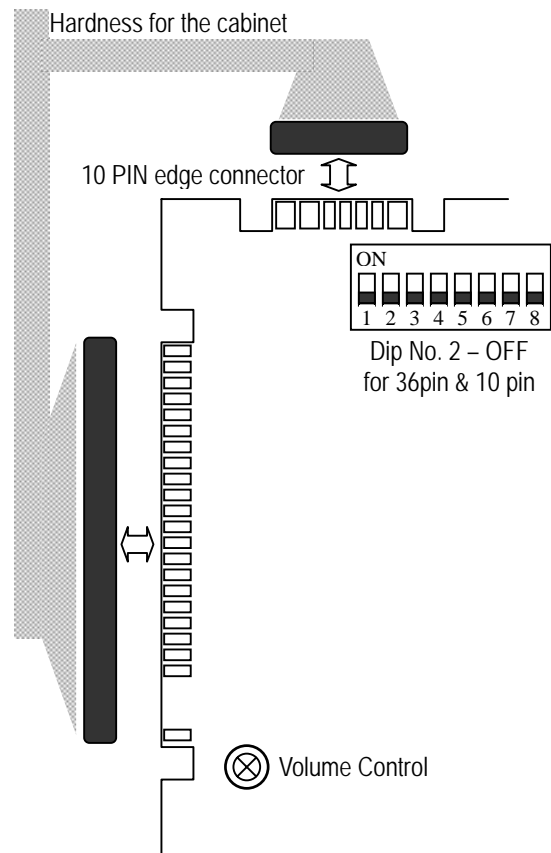 Hardness for the cabinet
10 PIN edge connector
ON
1 2 3 4 5 6 7 8
Dip No. 2 – OFF
for 36pin & 10 pin
Volume Control